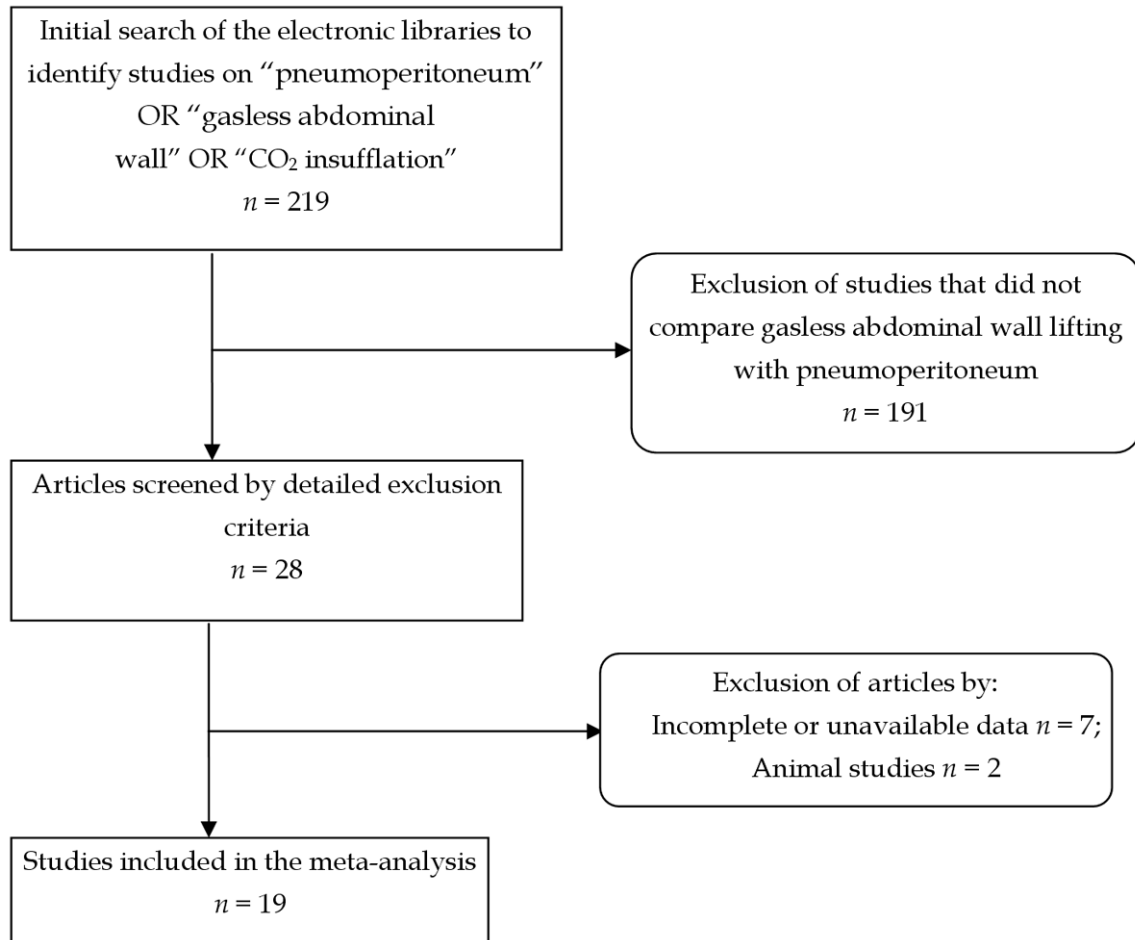 Initial search of the electronic libraries to
identify studies on “pneumoperitoneum”
OR “gasless abdominal
wall” OR “CO₂ insufflation”
n = 219
Exclusion of studies that did not
compare gasless abdominal wall lifting
with pneumoperitoneum
n = 191
Articles screened by detailed exclusion
criteria
n = 28
Exclusion of articles by:
Incomplete or unavailable data n = 7;
Animal studies n = 2
Studies included in the meta-analysis
n = 19